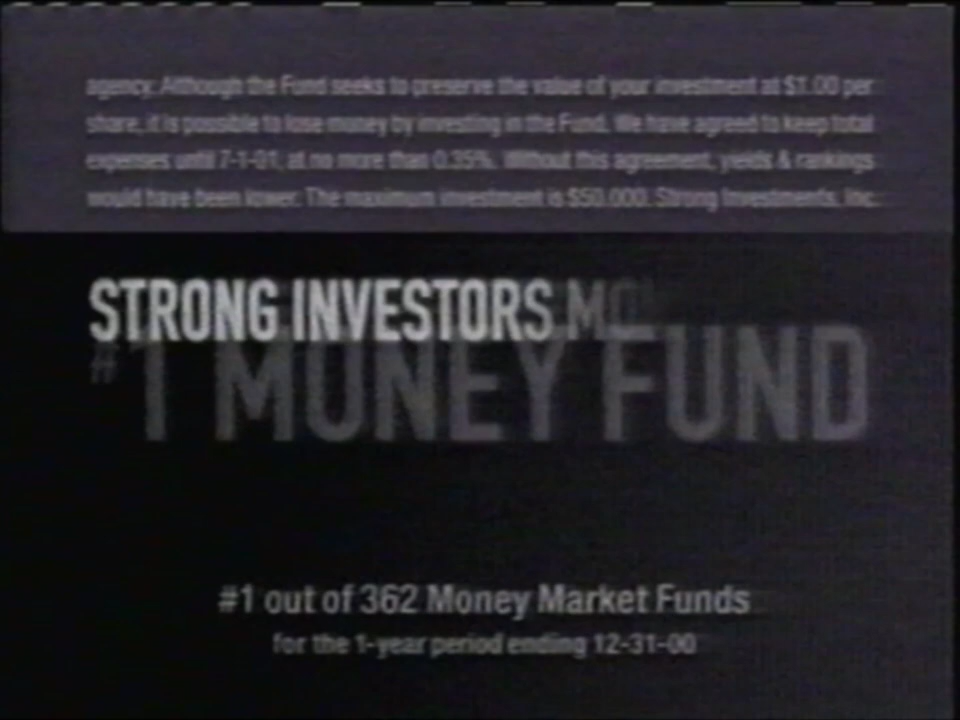 agency. Although the Fund seeks to preserve the value of your investment at $1.00 per
share, it is possible to lose money by investing in the Fund. We have agreed to keep total
expenses until 7-1-01, at no more than 0.35%. Without this agreement, yields & rankings
would have been lower. The maximum investment is $50,000. Strong Investments, Inc.
STRONG INVESTORS MO
#1 MONEY FUND
#1 out of 362 Money Market Funds
for the 1-year period ending 12-31-00